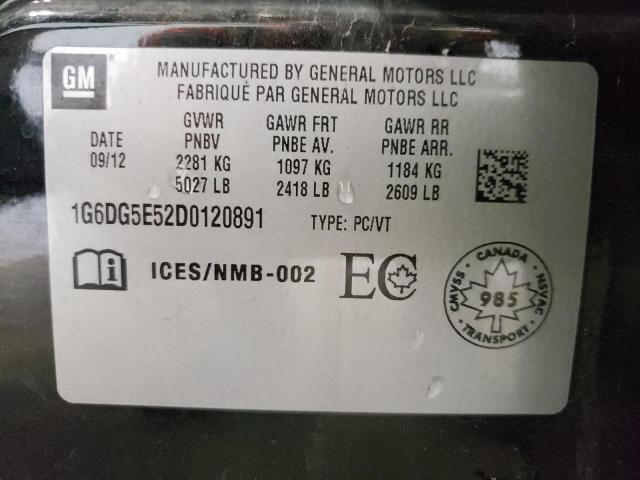 GM
MANUFACTURED BY GENERAL MOTORS LLC
FABRIQUÉ PAR GENERAL MOTORS LLC
DATE
09/12
GVWR
PNBV
2281 KG
5027 LB
GAWR FRT
PNBE AV.
1097 KG
2418 LB
GAWR RR
PNBE ARR.
1184 KG
2609 LB
1G6DG5E52D0120891 TYPE: PC/VT
i ICES/NMB-002 EC
CANADA
CMVSS 985 NSVAC
TRANSPORT